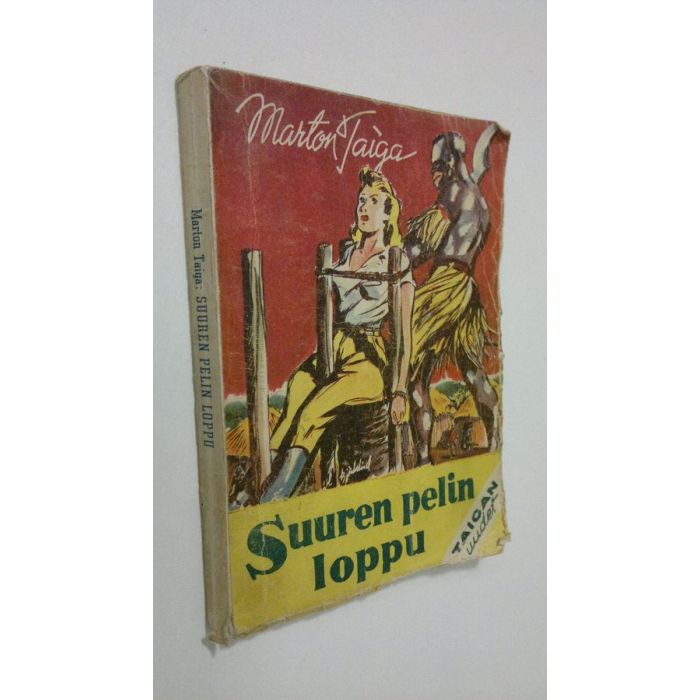 Marton Taiga
Marton Taiga: SUUREN PELIN LOPPU
Suuren pelin
loppu
TAIGAN
uudet